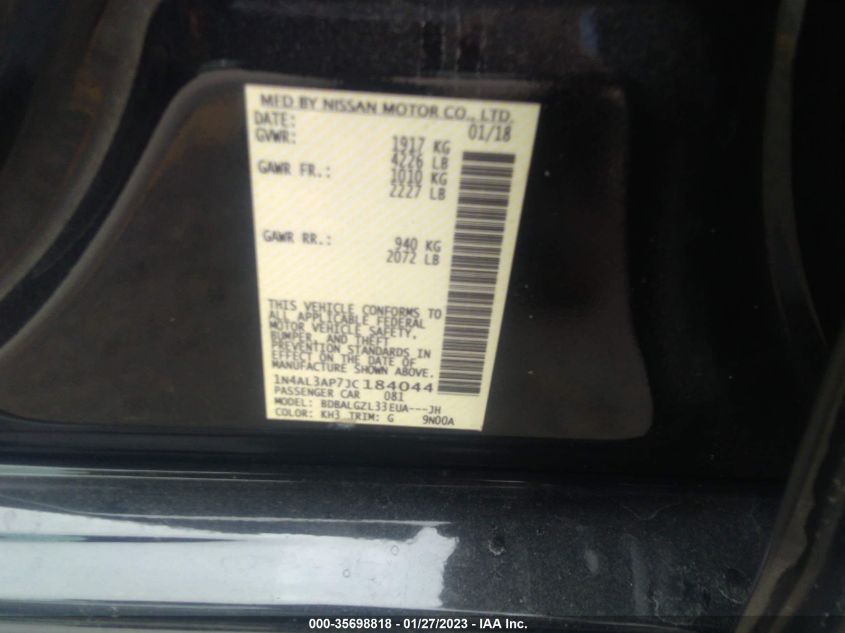 MFD BY NISSAN MOTOR CO., LTD.
DATE: 01/18
GVWR: 1917 KG
4226 LB
GAWR FR.: 1010 KG
2227 LB
GAWR RR.: 940 KG
2072 LB
THIS VEHICLE CONFORMS TO
ALL APPLICABLE FEDERAL
MOTOR VEHICLE SAFETY,
BUMPER, AND THEFT
PREVENTION STANDARDS IN
EFFECT ON THE DATE OF
MANUFACTURE SHOWN ABOVE.
1N4AL3AP7JC184044
PASSENGER CAR 081
MODEL: BDBALGZL33EUA---JH
COLOR: KH3 TRIM: G 9N00A
000-35698818 - 01/27/2023 - IAA Inc.